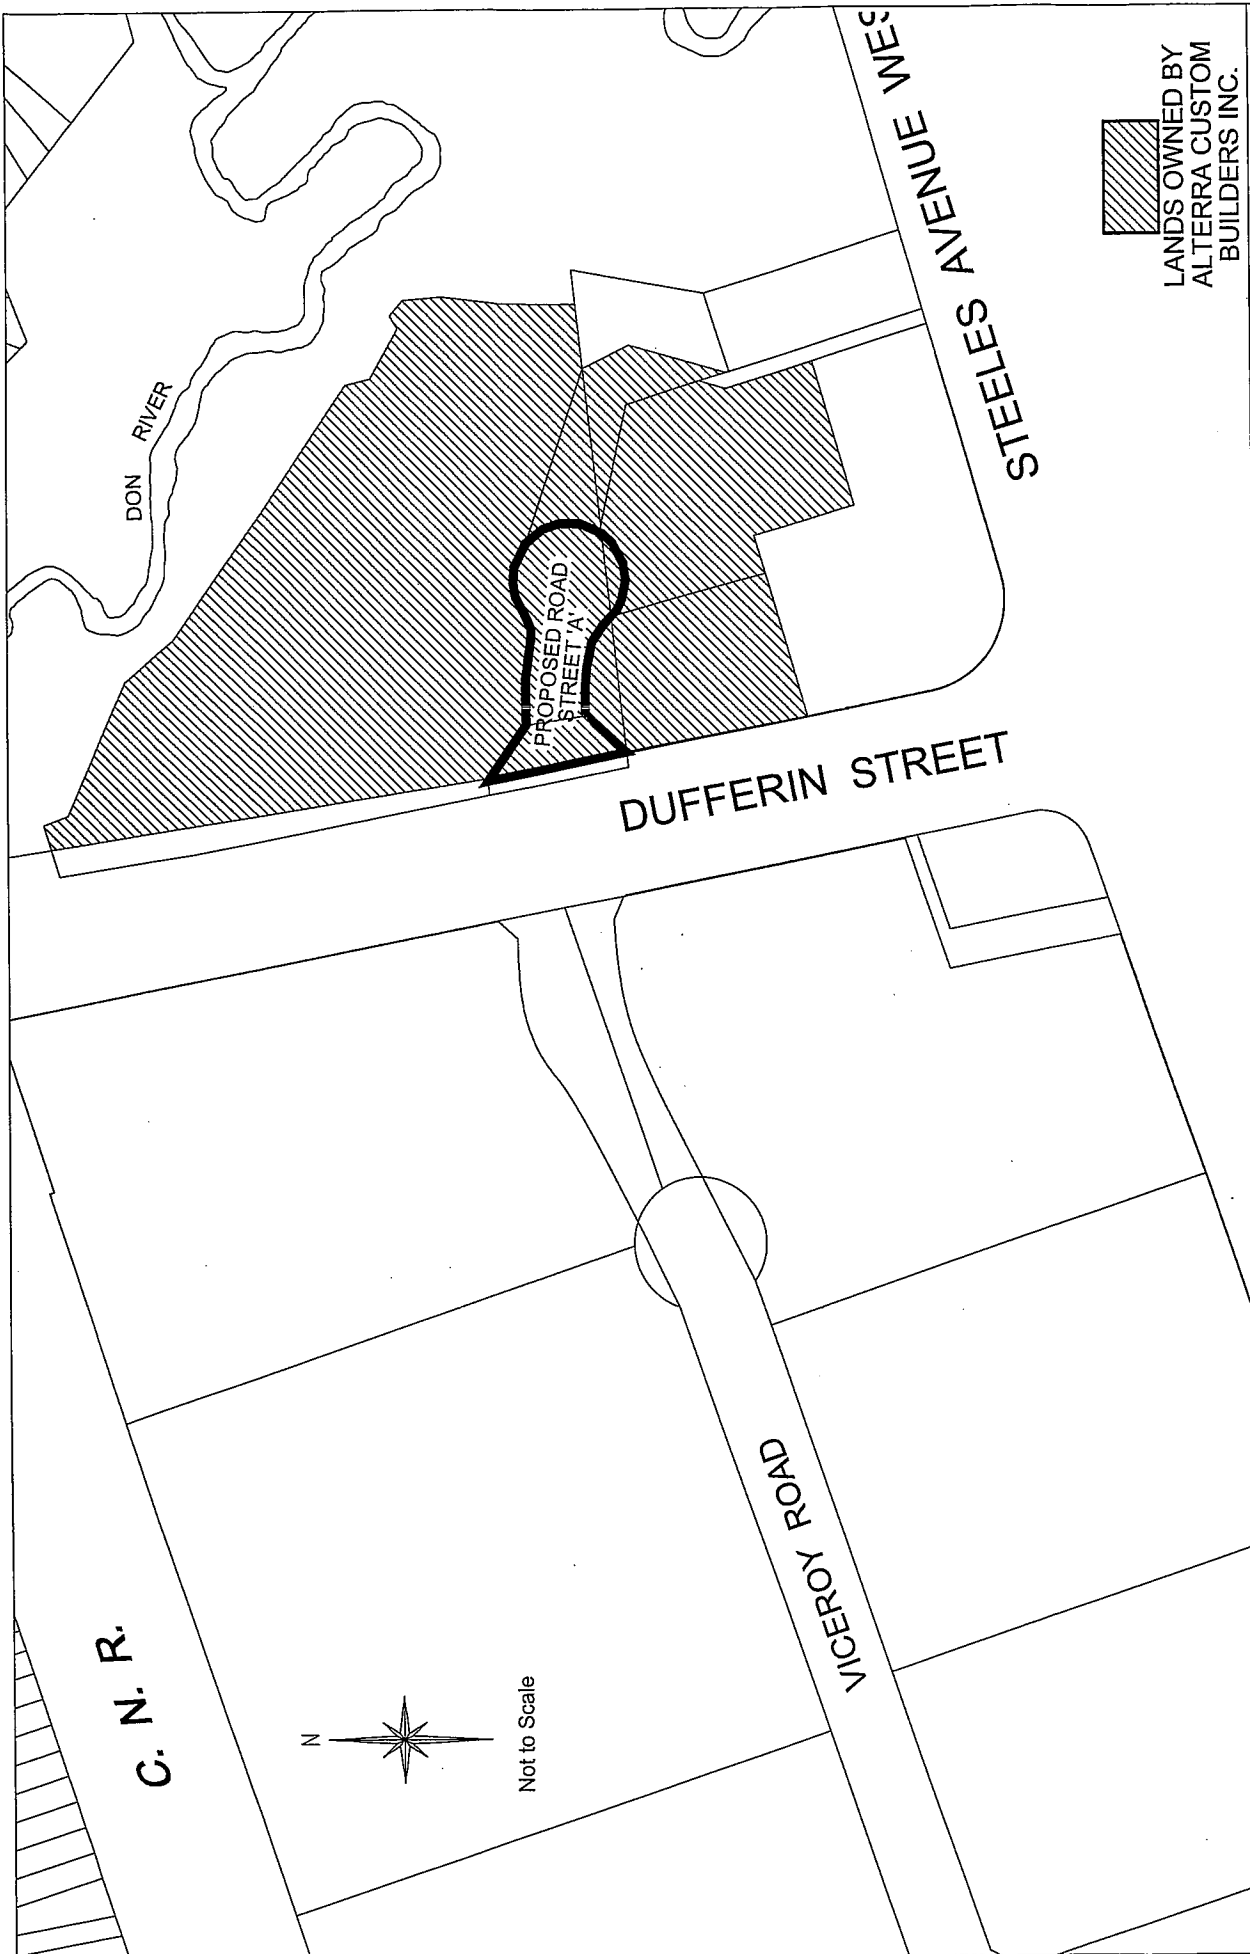 DON RIVER
STEELES AVENUE WES
LANDS OWNED BY
ALTERRA CUSTOM
BUILDERS INC.
PROPOSED ROAD
STREET 'A'
DUFFERIN STREET
C. N. R.
N
Not to Scale
VICEROY ROAD